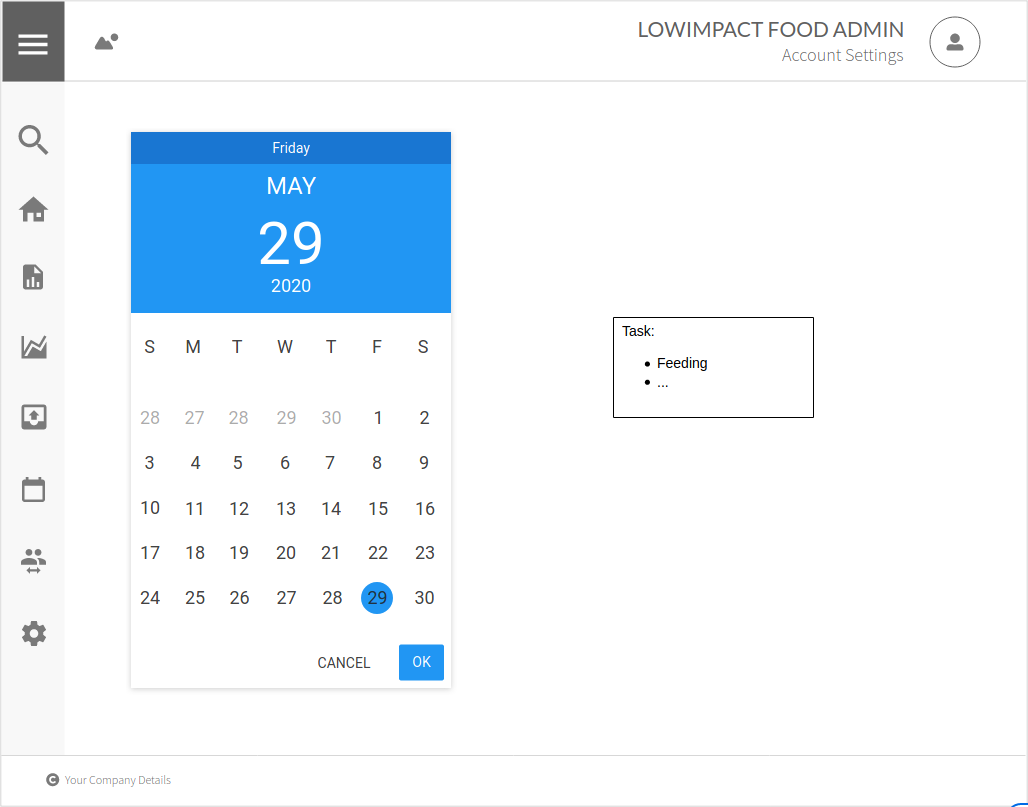 LOWIMPACT FOOD ADMIN
Account Settings
Friday
MAY
29
2020
S M T W T F S
28 27 28 29 30 1 2
3 4 5 6 7 8 9
10 11 12 13 14 15 16
17 18 19 20 21 22 23
24 25 26 27 28 29 30
CANCEL OK
Task:
• Feeding
• ...
© Your Company Details